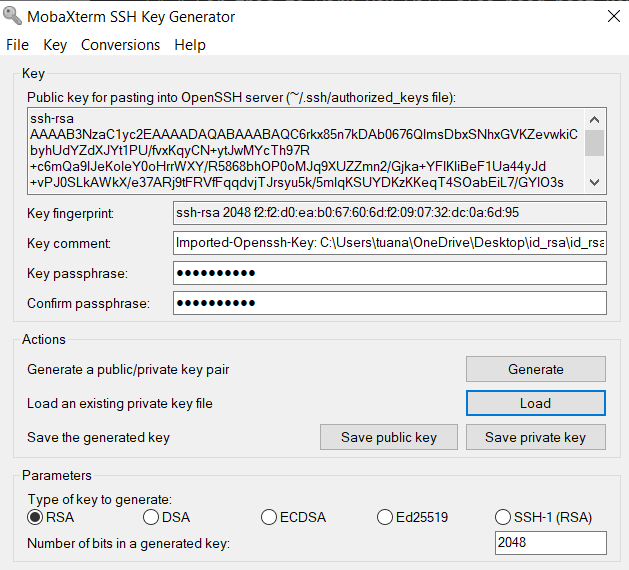 MobaXterm SSH Key Generator
File Key Conversions Help
Key
Public key for pasting into OpenSSH server (~/.ssh/authorized_keys file):
ssh-rsa
AAAAB3NzaC1yc2EAAAADAQABAAABAQC6rkx85n7kDAb0676QlmsDbxSNhxGVKZevwkiC
byhUdYZdXJYt1PU/fvxKqyCN+ytJwMYcTh97R
+c6mQa9lJeKoleY0oHrrWXY/R5868bhOP0oMJq9XUZZmn2/Gjka+YFlKliBeF1Ua44yJd
+vPJ0SLkAWkX/e37ARj9tFRVfFqqdvjTJrsyu5k/5mlqKSUYDKzKKeqT4SOabEiL7/GYlO3s
Key fingerprint: ssh-rsa 2048 f2:f2:d0:ea:b0:67:60:6d:f2:09:07:32:dc:0a:6d:95
Key comment: Imported-Openssh-Key: C:\Users\tuana\OneDrive\Desktop\id_rsa\id_rsa
Key passphrase: ●●●●●●●●●●
Confirm passphrase: ●●●●●●●●●●
Actions
Generate a public/private key pair Generate
Load an existing private key file Load
Save the generated key Save public key Save private key
Parameters
Type of key to generate:
RSA DSA ECDSA Ed25519 SSH-1 (RSA)
Number of bits in a generated key: 2048